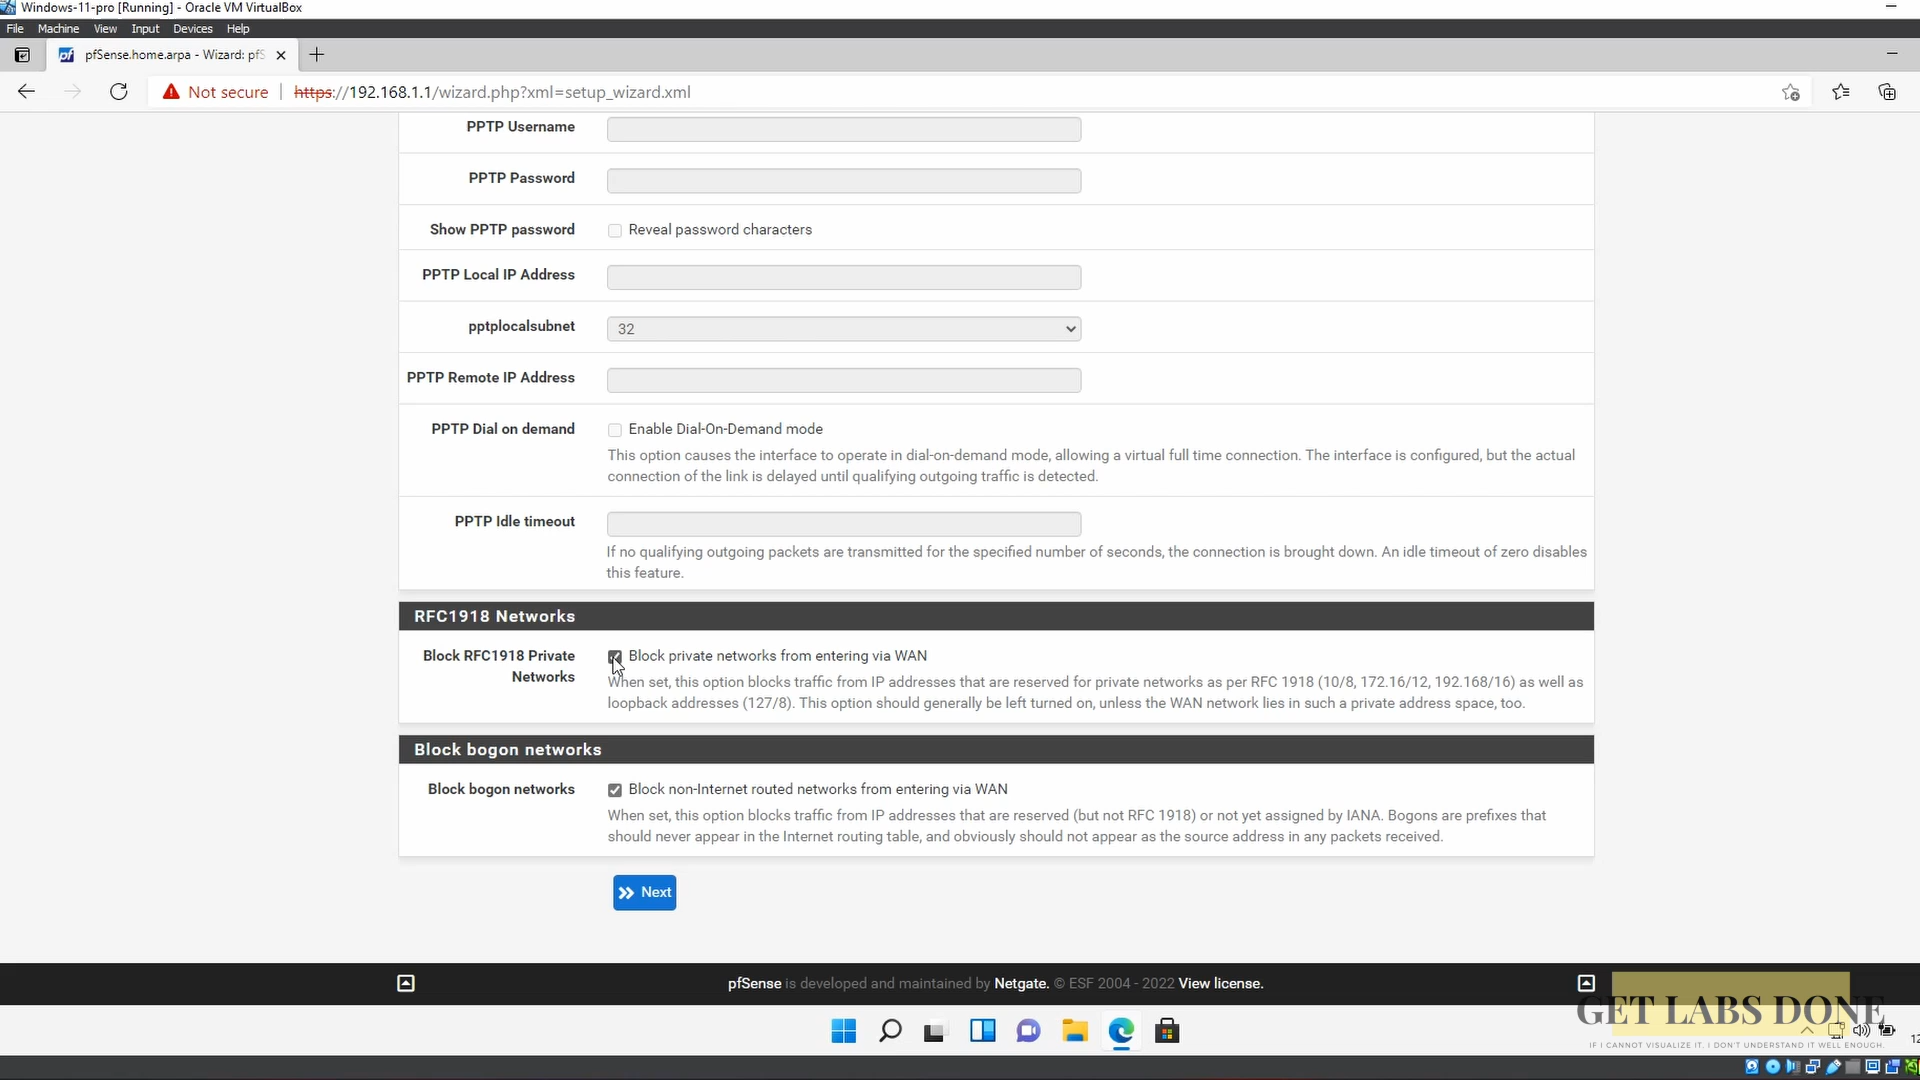 Windows-11-pro [Running] - Oracle VM VirtualBox
File Machine View Input Devices Help
pfSense.home.arpa - Wizard: pfS
Not secure | https://192.168.1.1/wizard.php?xml=setup_wizard.xml
PPTP Username
PPTP Password
Show PPTP password Reveal password characters
PPTP Local IP Address
pptplocalsubnet 32
PPTP Remote IP Address
PPTP Dial on demand Enable Dial-On-Demand mode
This option causes the interface to operate in dial-on-demand mode, allowing a virtual full time connection. The interface is configured, but the actual
connection of the link is delayed until qualifying outgoing traffic is detected.
PPTP Idle timeout
If no qualifying outgoing packets are transmitted for the specified number of seconds, the connection is brought down. An idle timeout of zero disables
this feature.
RFC1918 Networks
Block RFC1918 Private Block private networks from entering via WAN
Networks
When set, this option blocks traffic from IP addresses that are reserved for private networks as per RFC 1918 (10/8, 172.16/12, 192.168/16) as well as
loopback addresses (127/8). This option should generally be left turned on, unless the WAN network lies in such a private address space, too.
Block bogon networks
Block bogon networks Block non-Internet routed networks from entering via WAN
When set, this option blocks traffic from IP addresses that are reserved (but not RFC 1918) or not yet assigned by IANA. Bogons are prefixes that
should never appear in the Internet routing table, and obviously should not appear as the source address in any packets received.
Next
pfSense is developed and maintained by Netgate. © ESF 2004 - 2022 View license.
GET LABS DONE
IF I CANNOT VISUALIZE IT, I DON'T UNDERSTAND IT WELL ENOUGH.